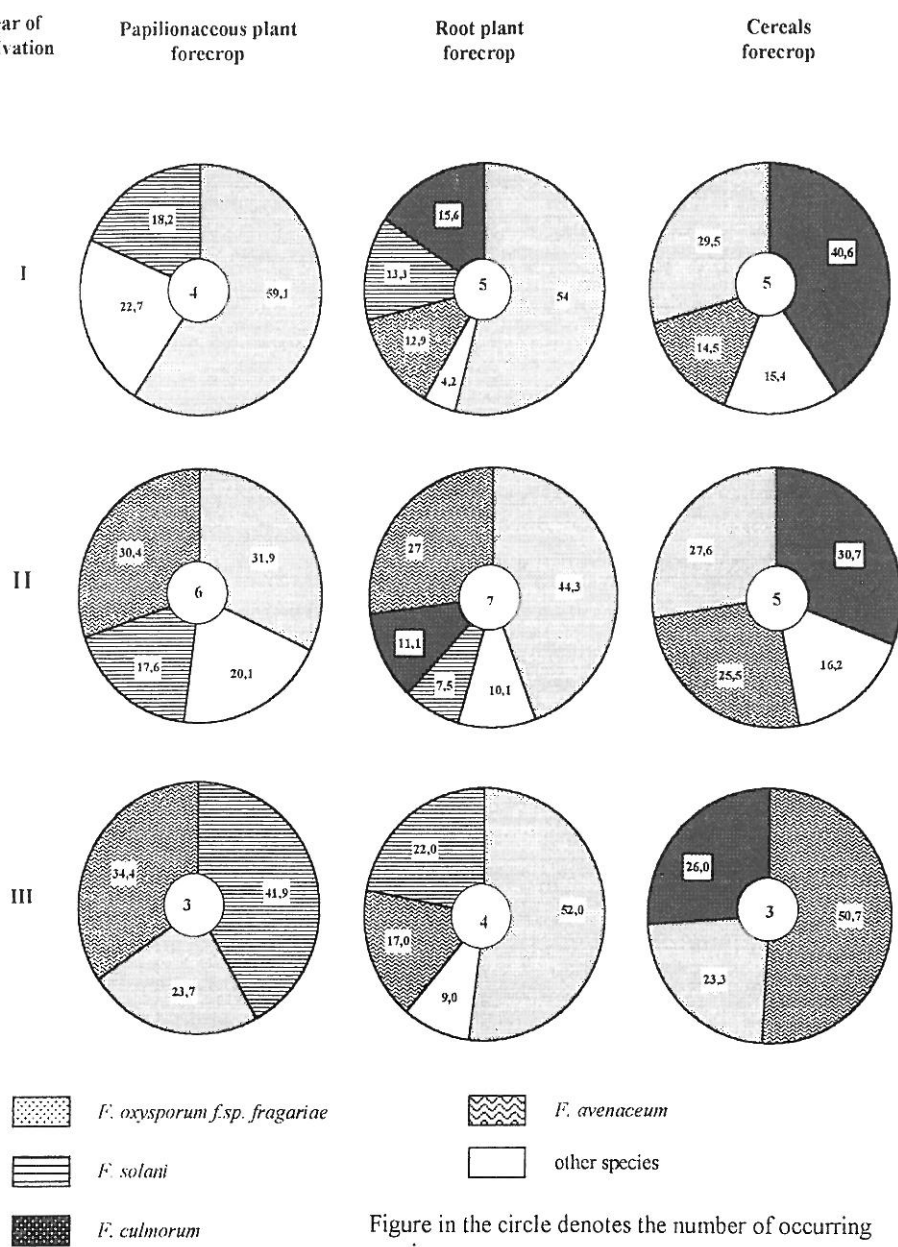 ar of Papilionaccous plant Root plant Cereals
vation forecrop forecrop forecrop
18,2 59,1 22,7 4
15,6 13,3 12,9 4,2 54 5
29,5 40,6 14,5 15,4 5
I
30,4 31,9 17,6 20,1 6
27 44,3 11,1 7,5 10,1 7
27,6 30,7 25,5 16,2 5
II
34,4 41,9 23,7 3
22,0 52,0 17,0 9,0 4
26,0 50,7 23,3 3
III
F. oxysporum f.sp. fragariae
F. solani
F. culmorum
F. avenaceum
other species
Figure in the circle denotes the number of occurring